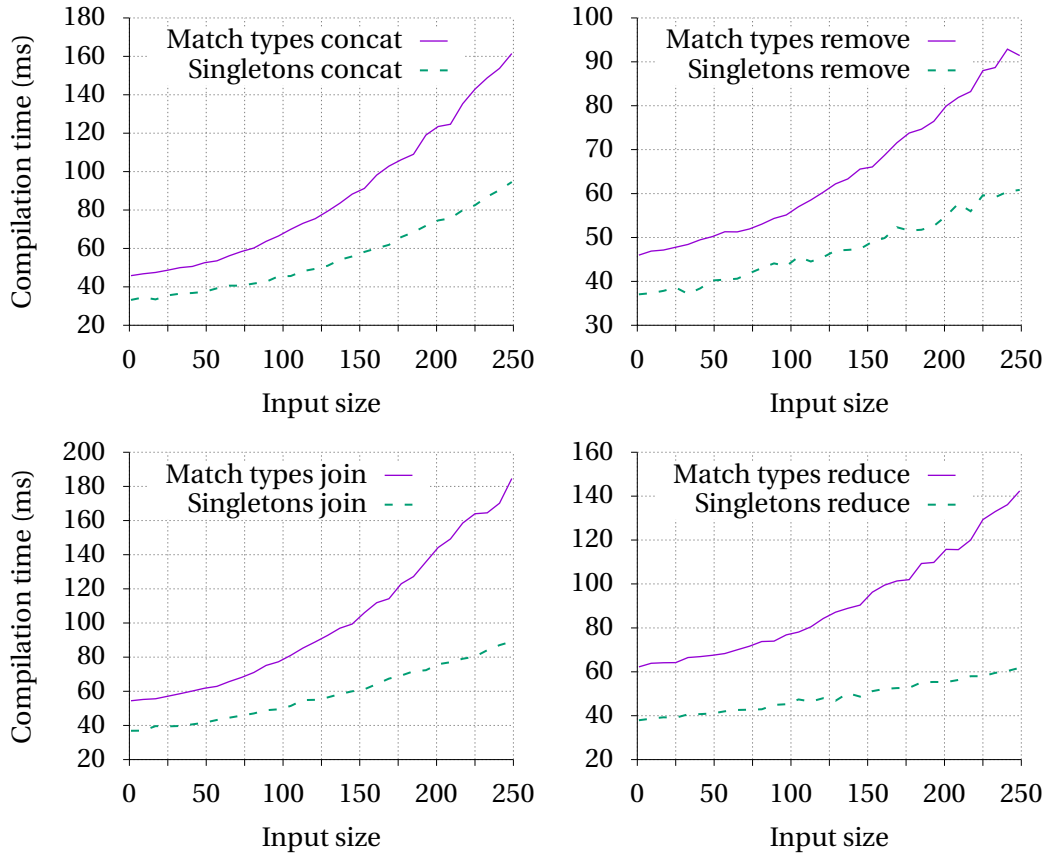 Compilation time (ms)
180
160
140
120
100
80
60
40
20
Match types concat
Singletons concat
0 50 100 150 200 250
Input size
100
90
80
70
60
50
40
30
Match types remove
Singletons remove
0 50 100 150 200 250
Input size
Compilation time (ms)
200
180
160
140
120
100
80
60
40
20
Match types join
Singletons join
0 50 100 150 200 250
Input size
160
140
120
100
80
60
40
20
Match types reduce
Singletons reduce
0 50 100 150 200 250
Input size